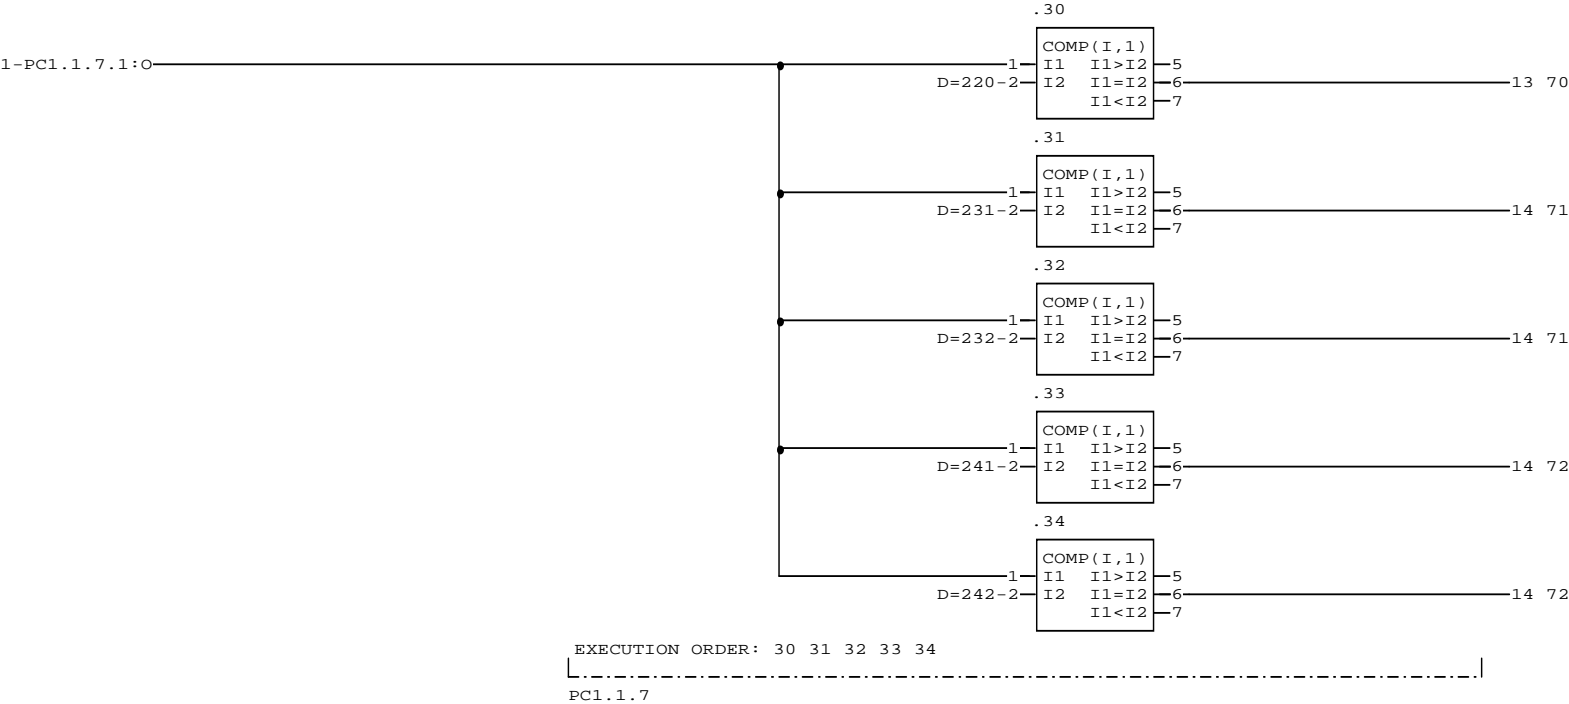 .30
COMP(I,1)
1-PC1.1.7.1:O 1 I1 I1>I2 5
D=220-2 I2 I1=I2 6 13 70
I1<I2 7
.31
COMP(I,1)
1 I1 I1>I2 5
D=231-2 I2 I1=I2 6 14 71
I1<I2 7
.32
COMP(I,1)
1 I1 I1>I2 5
D=232-2 I2 I1=I2 6 14 71
I1<I2 7
.33
COMP(I,1)
1 I1 I1>I2 5
D=241-2 I2 I1=I2 6 14 72
I1<I2 7
.34
COMP(I,1)
1 I1 I1>I2 5
D=242-2 I2 I1=I2 6 14 72
I1<I2 7
EXECUTION ORDER: 30 31 32 33 34
PC1.1.7